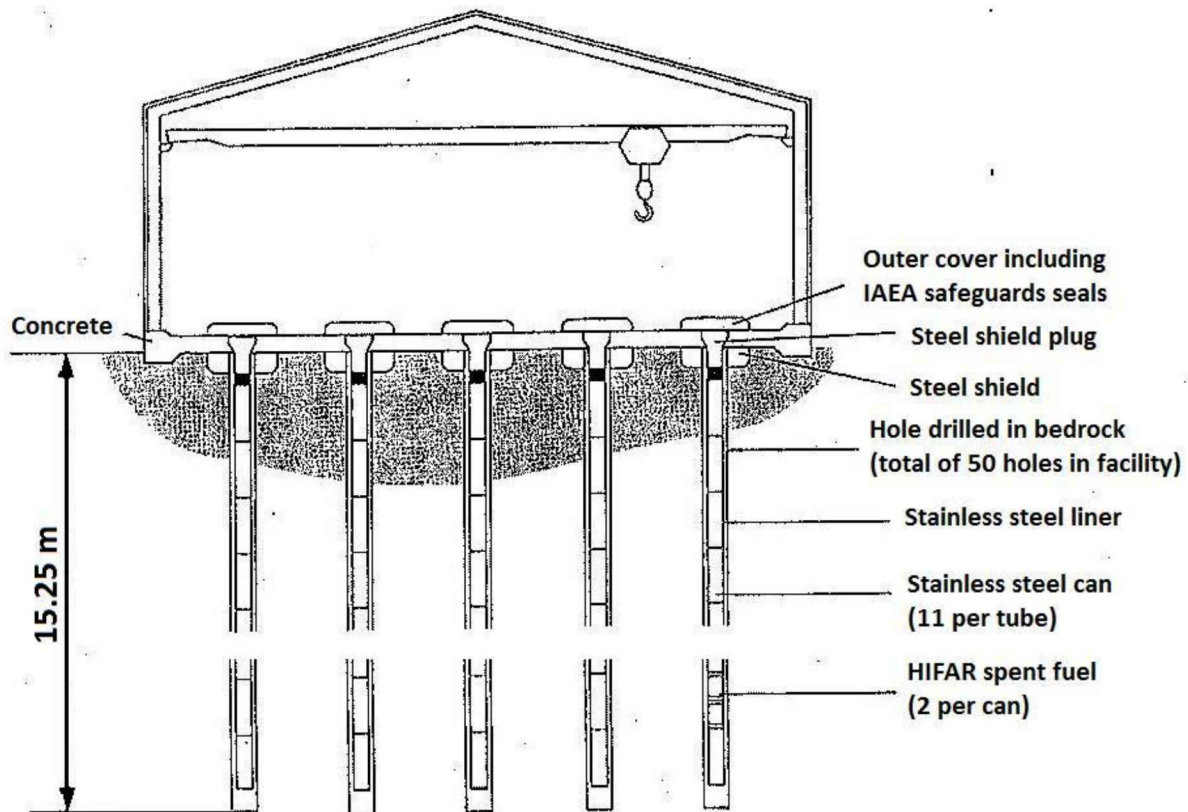 Outer cover including
IAEA safeguards seals
Concrete
Steel shield plug
Steel shield
Hole drilled in bedrock
(total of 50 holes in facility)
Stainless steel liner
15.25 m
Stainless steel can
(11 per tube)
HIFAR spent fuel
(2 per can)